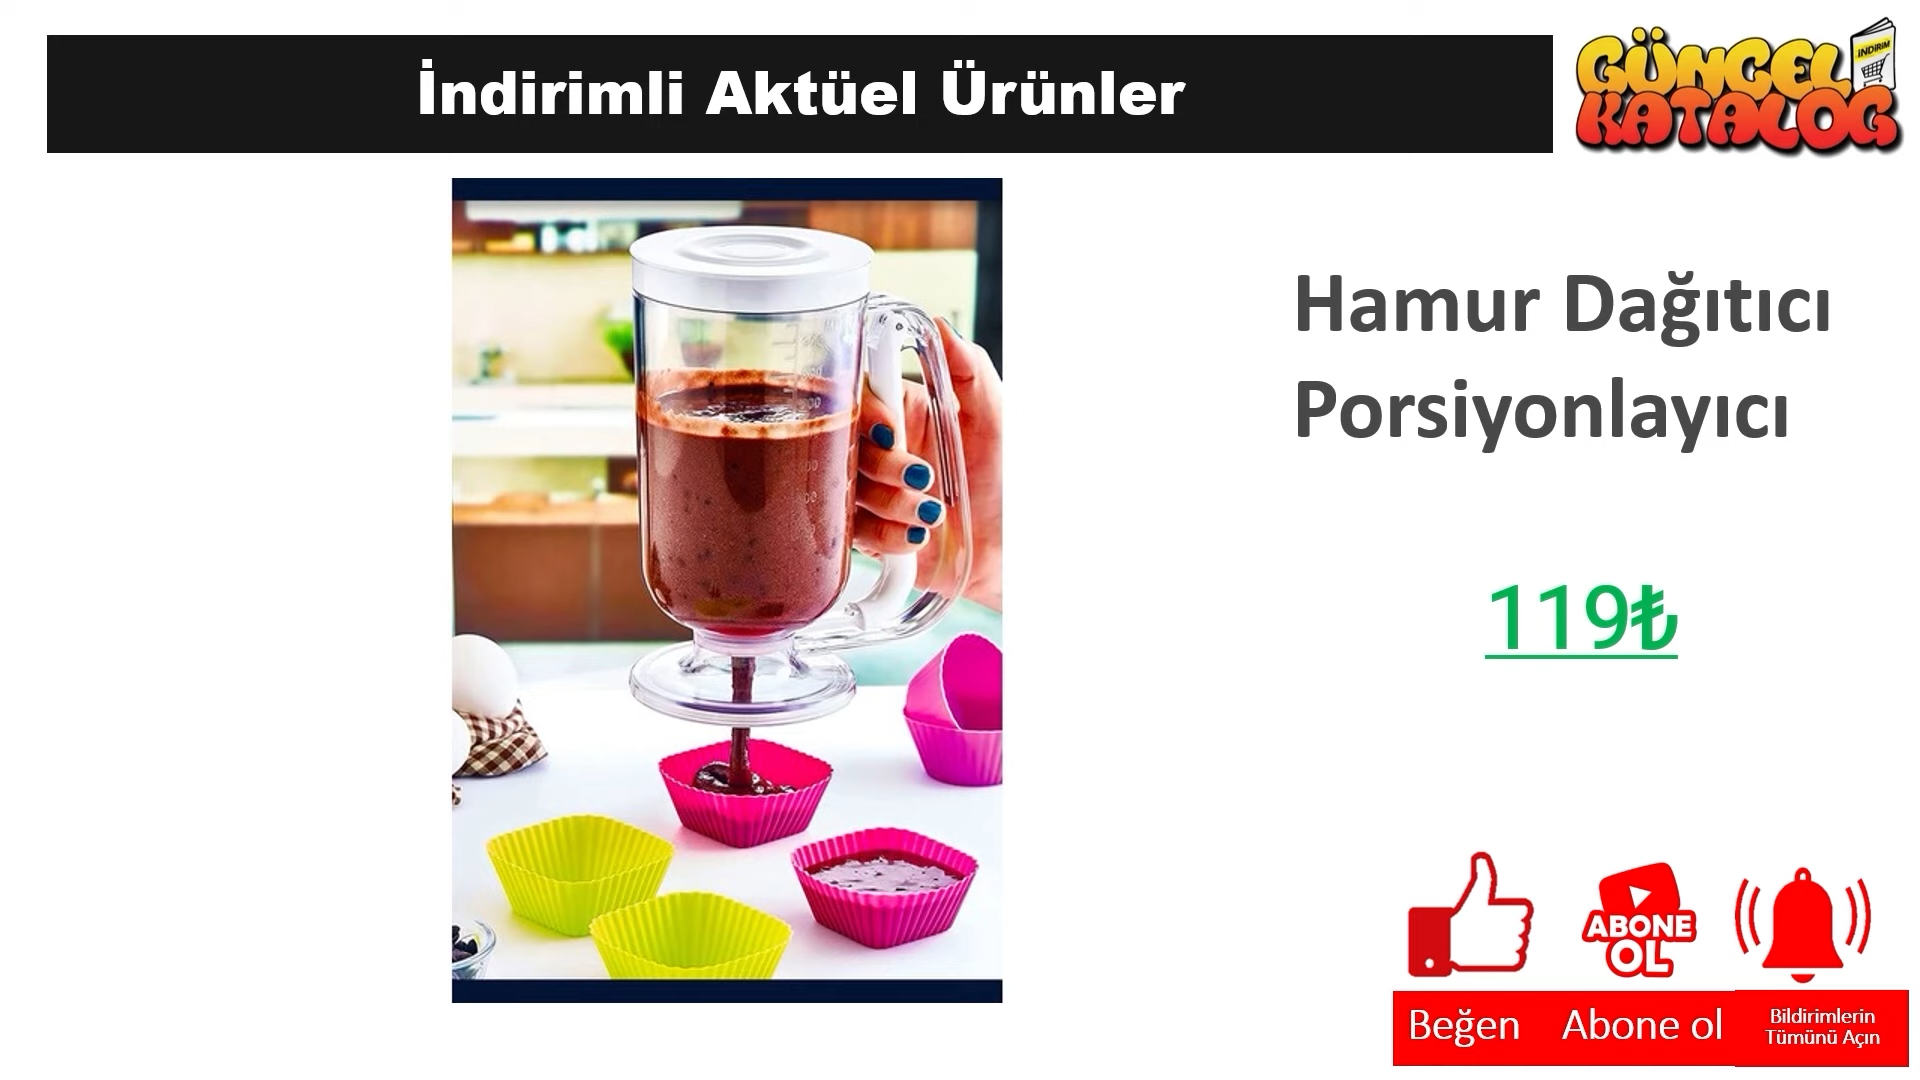 İndirimli Aktüel Ürünler
GÜNCEL
KATALOG
İNDİRİM
Hamur Dağıtıcı
Porsiyonlayıcı
119₺
ABONE
OL
Beğen
Abone ol
Bildirimlerin
Tümünü Açın